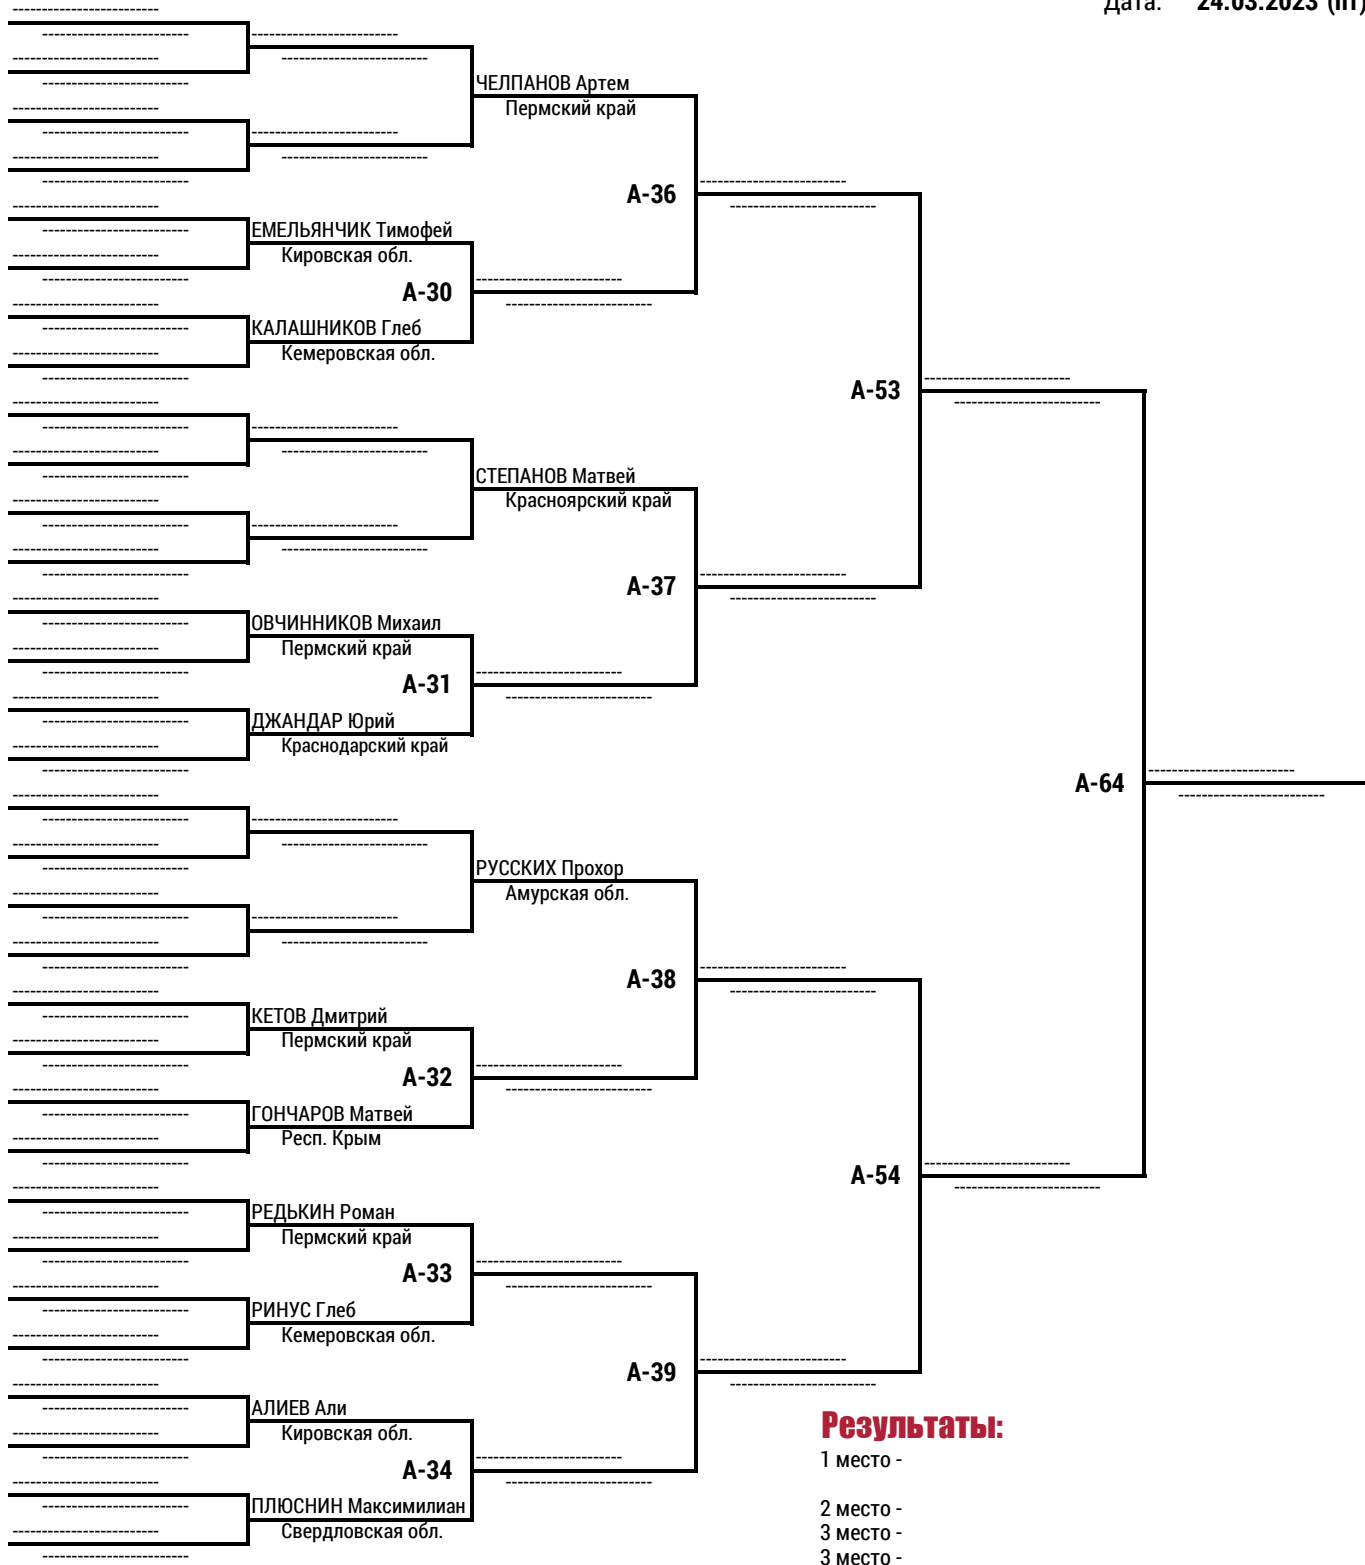 Дата: 24.03.2023 (пт)
ЧЕЛПАНОВ Артем
Пермский край
A-36
ЕМЕЛЬЯНЧИК Тимофей
Кировская обл.
A-30
КАЛАШНИКОВ Глеб
Кемеровская обл.
A-53
СТЕПАНОВ Матвей
Красноярский край
A-37
ОВЧИННИКОВ Михаил
Пермский край
A-31
ДЖАНДАР Юрий
Краснодарский край
A-64
РУССКИХ Прохор
Амурская обл.
A-38
КЕТОВ Дмитрий
Пермский край
A-32
ГОНЧАРОВ Матвей
Респ. Крым
A-54
РЕДЬКИН Роман
Пермский край
A-33
РИНУС Глеб
Кемеровская обл.
A-39
АЛИЕВ Али
Кировская обл.
A-34
ПЛЮСНИН Максимилиан
Свердловская обл.
Результаты:
1 место -
2 место -
3 место -
3 место -